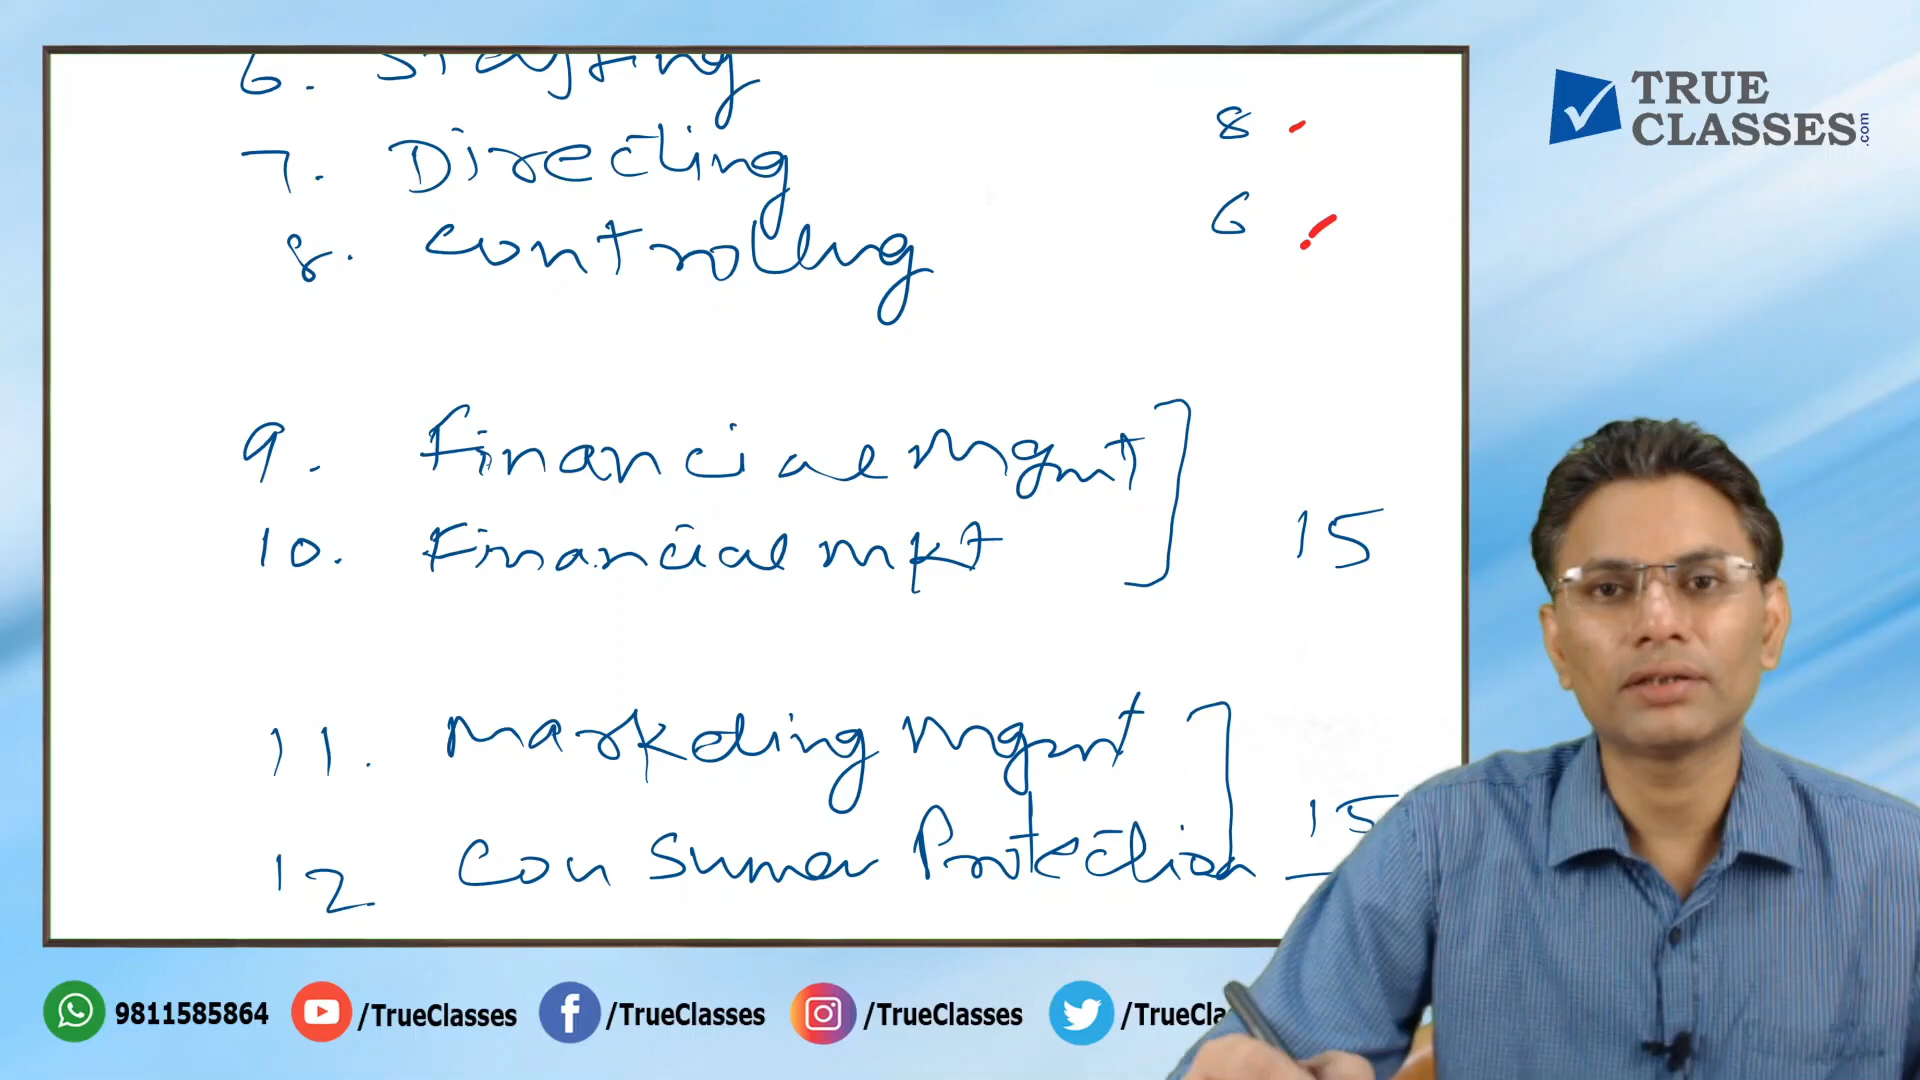 6. Staffing
8
7. Directing
6
8. Controlling
9. Financial Mgmt
10. Financial mkt
15
11. Marketing Mgmt
12 Consumer Protection
15
TRUE
CLASSES.com
9811585864
/TrueClasses
/TrueClasses
/TrueClasses
/TrueCla